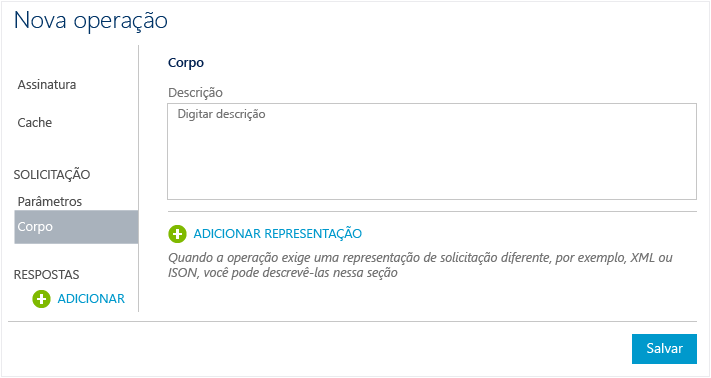 Nova operação
Assinatura
Cache
SOLICITAÇÃO
Parâmetros
Corpo
RESPOSTAS
ADICIONAR
Corpo
Descrição
Digitar descrição
ADICIONAR REPRESENTAÇÃO
Quando a operação exige uma representação de solicitação diferente, por exemplo, XML ou
ISON, você pode descrevê-las nessa seção
Salvar